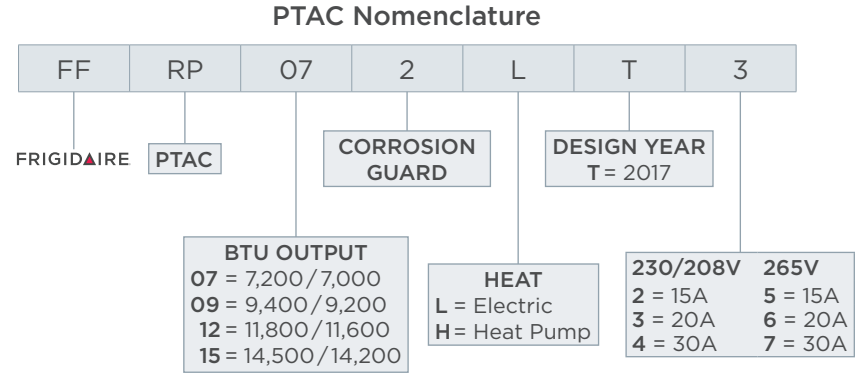 PTAC Nomenclature
FF RP 07 2 L T 3
FRIGIDAIRE
PTAC
CORROSION
GUARD
DESIGN YEAR
T = 2017
BTU OUTPUT
07 = 7,200/7,000
09 = 9,400/9,200
12 = 11,800/11,600
15 = 14,500/14,200
HEAT
L = Electric
H = Heat Pump
230/208V 265V
2 = 15A 5 = 15A
3 = 20A 6 = 20A
4 = 30A 7 = 30A